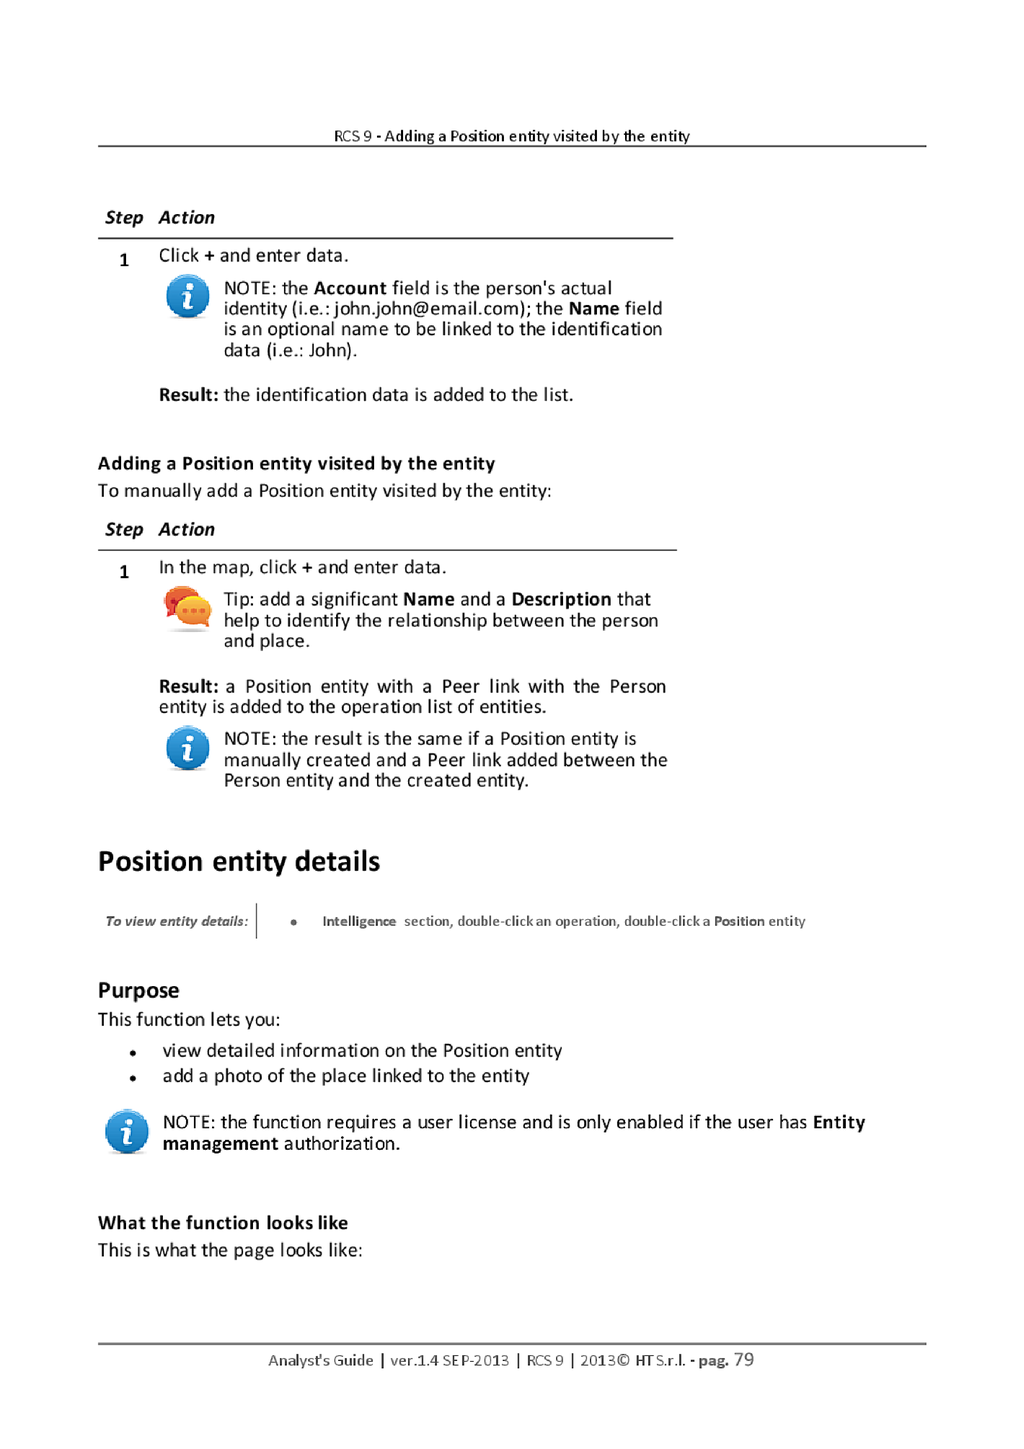 RCS 9 - Adding a Position entity visited by the entity
Step Action
1 Click + and enter data.
NOTE: the Account field is the person's actual
identity (i.e.: john.john@email.com); the Name field
is an optional name to be linked to the identification
data (i.e.: John).
Result: the identification data is added to the list.
Adding a Position entity visited by the entity
To manually add a Position entity visited by the entity:
Step Action
1 In the map, click + and enter data.
Tip: add a significant Name and a Description that
help to identify the relationship between the person
and place.
Result: a Position entity with a Peer link with the Person
entity is added to the operation list of entities.
NOTE: the result is the same if a Position entity is
manually created and a Peer link added between the
Person entity and the created entity.
Position entity details
To view entity details: • Intelligence section, double-click an operation, double-click a Position entity
Purpose
This function lets you:
• view detailed information on the Position entity
• add a photo of the place linked to the entity
NOTE: the function requires a user license and is only enabled if the user has Entity
management authorization.
What the function looks like
This is what the page looks like:
Analyst's Guide | ver.1.4 SEP-2013 | RCS 9 | 2013© HT S.r.l. - pag. 79